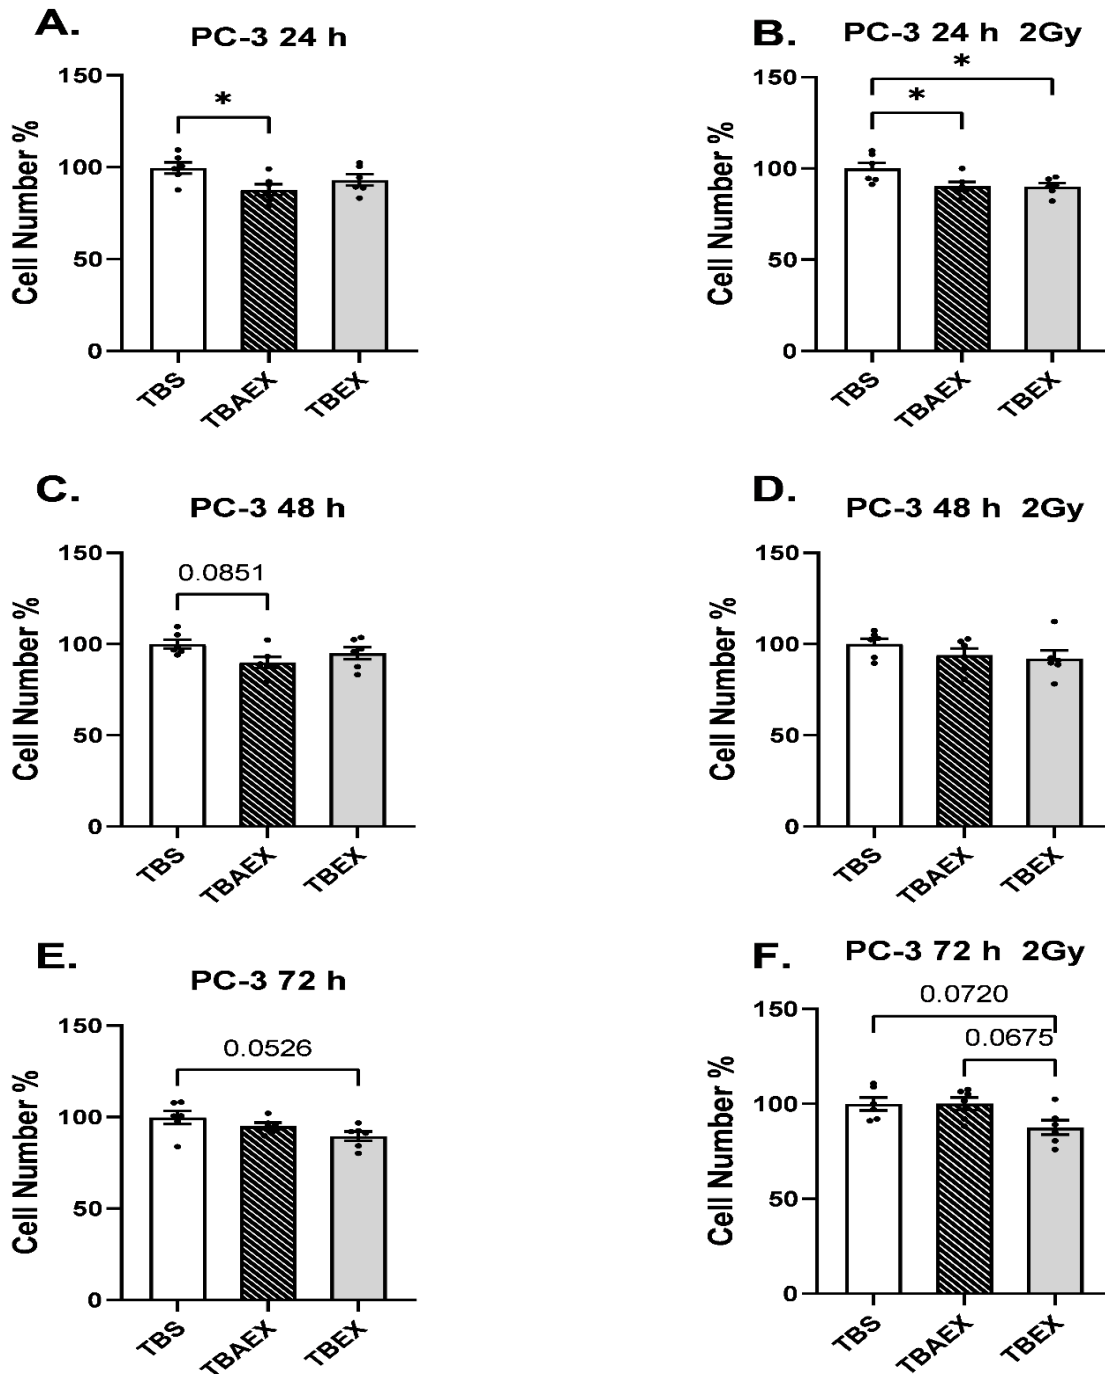 A.
PC-3 24 h
150
100
50
0
Cell Number %
*
TBS
TBAEX
TBEX
B.
PC-3 24 h 2Gy
150
100
50
0
Cell Number %
*
*
TBS
TBAEX
TBEX
C.
PC-3 48 h
150
100
50
0
Cell Number %
0.0851
TBS
TBAEX
TBEX
D.
PC-3 48 h 2Gy
150
100
50
0
Cell Number %
TBS
TBAEX
TBEX
E.
PC-3 72 h
150
100
50
0
Cell Number %
0.0526
TBS
TBAEX
TBEX
F.
PC-3 72 h 2Gy
150
100
50
0
Cell Number %
0.0720
0.0675
TBS
TBAEX
TBEX